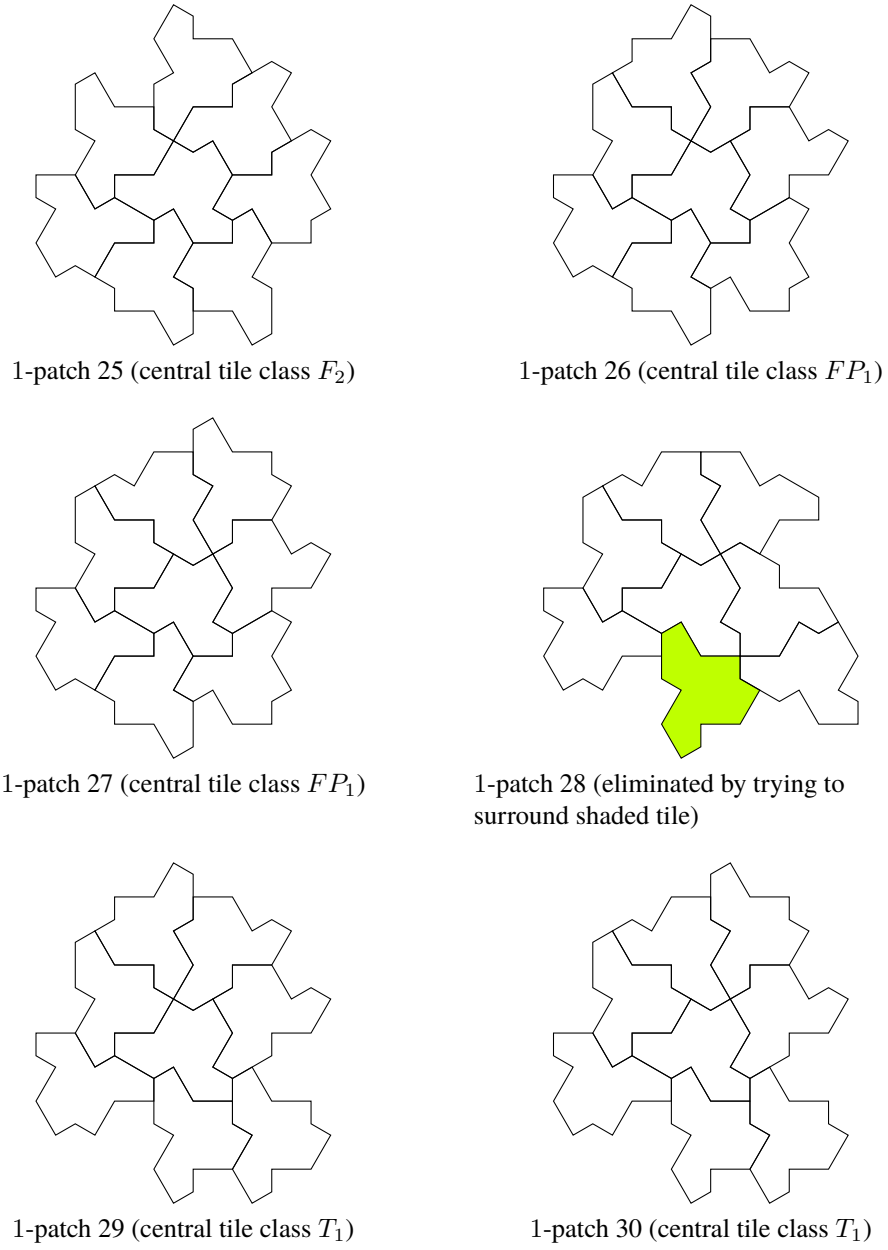 1-patch 25 (central tile class F₂)
1-patch 26 (central tile class FP₁)
1-patch 27 (central tile class FP₁)
1-patch 28 (eliminated by trying to
surround shaded tile)
1-patch 29 (central tile class T₁)
1-patch 30 (central tile class T₁)